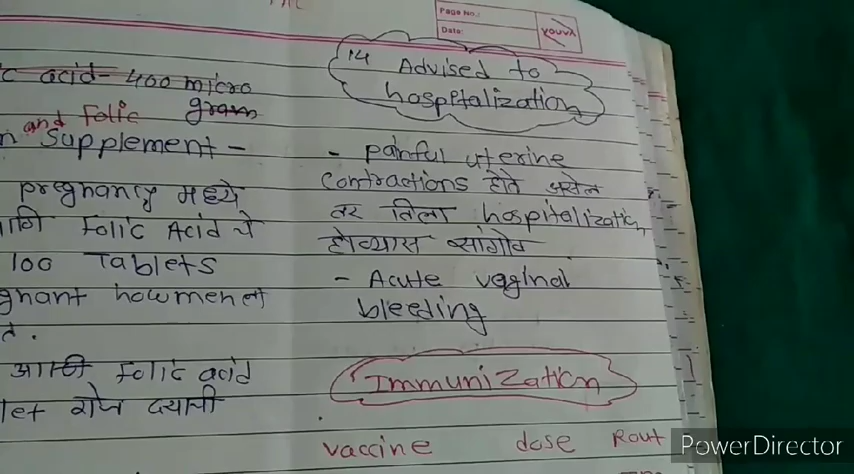 Page No.:
Date:
youva
c acid- 400 micro
gram
and folic
n Supplement -
pregnancy मध्ये
Folic Acid चे
100 Tablets
gnant howmenet
आणी Folic acid
let रोज द्यावी
14 Advised to
hospitalization
- painful uterine
contractions होत असेल
तर तिला hospitalization
होण्यास सांगावे
- Acute vaginal
bleeding
Immunization
vaccine dose Rout
PowerDirector